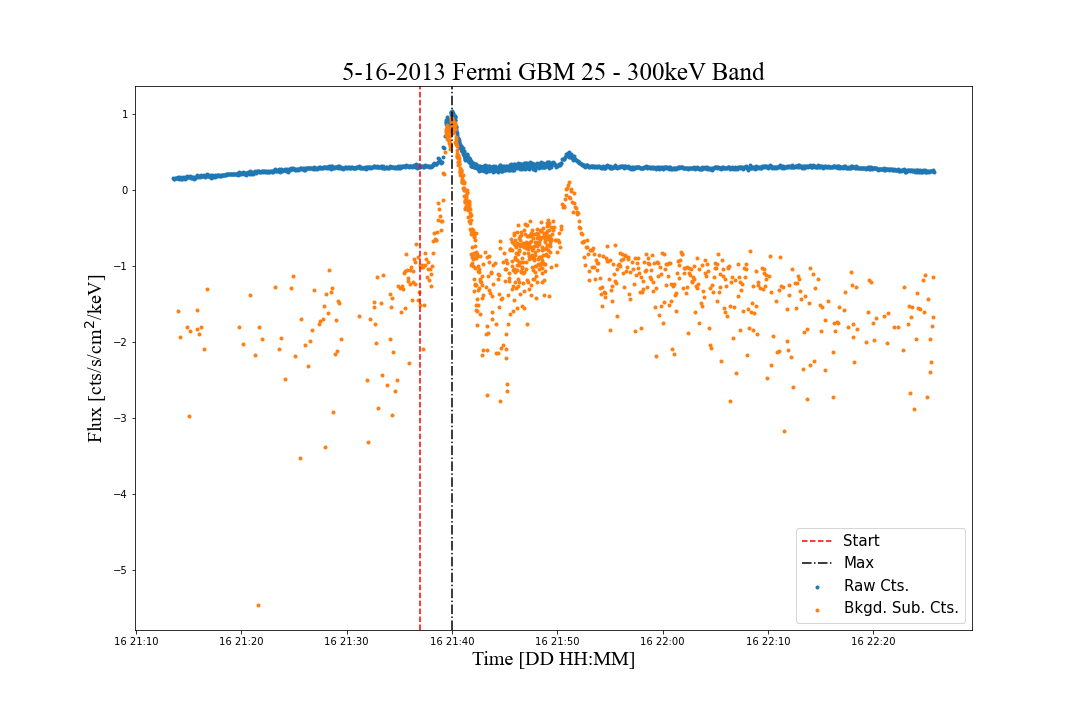 5-16-2013 Fermi GBM 25 - 300keV Band
Flux [cts/s/cm²/keV]
1
0
−1
−2
−3
−4
−5
16 21:10 16 21:20 16 21:30 16 21:40 16 21:50 16 22:00 16 22:10 16 22:20
Time [DD HH:MM]
Start
Max
Raw Cts.
Bkgd. Sub. Cts.